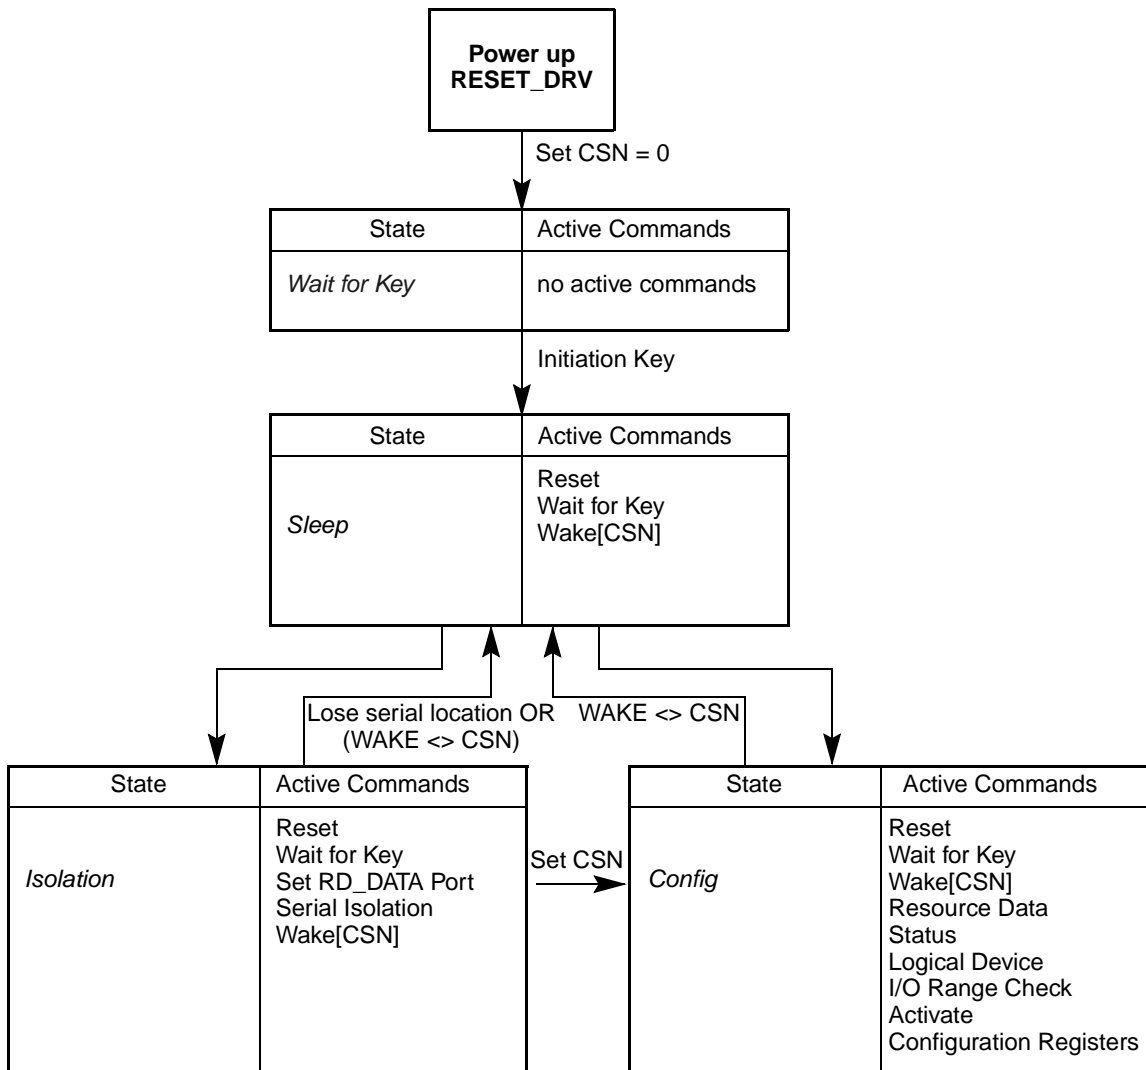 Power up
RESET_DRV
Set CSN = 0
State
Active Commands
Wait for Key
no active commands
Initiation Key
State
Active Commands
Sleep
Reset
Wait for Key
Wake[CSN]
Lose serial location OR
(WAKE <> CSN)
WAKE <> CSN
State
Active Commands
Isolation
Reset
Wait for Key
Set RD_DATA Port
Serial Isolation
Wake[CSN]
Set CSN
State
Active Commands
Config
Reset
Wait for Key
Wake[CSN]
Resource Data
Status
Logical Device
I/O Range Check
Activate
Configuration Registers